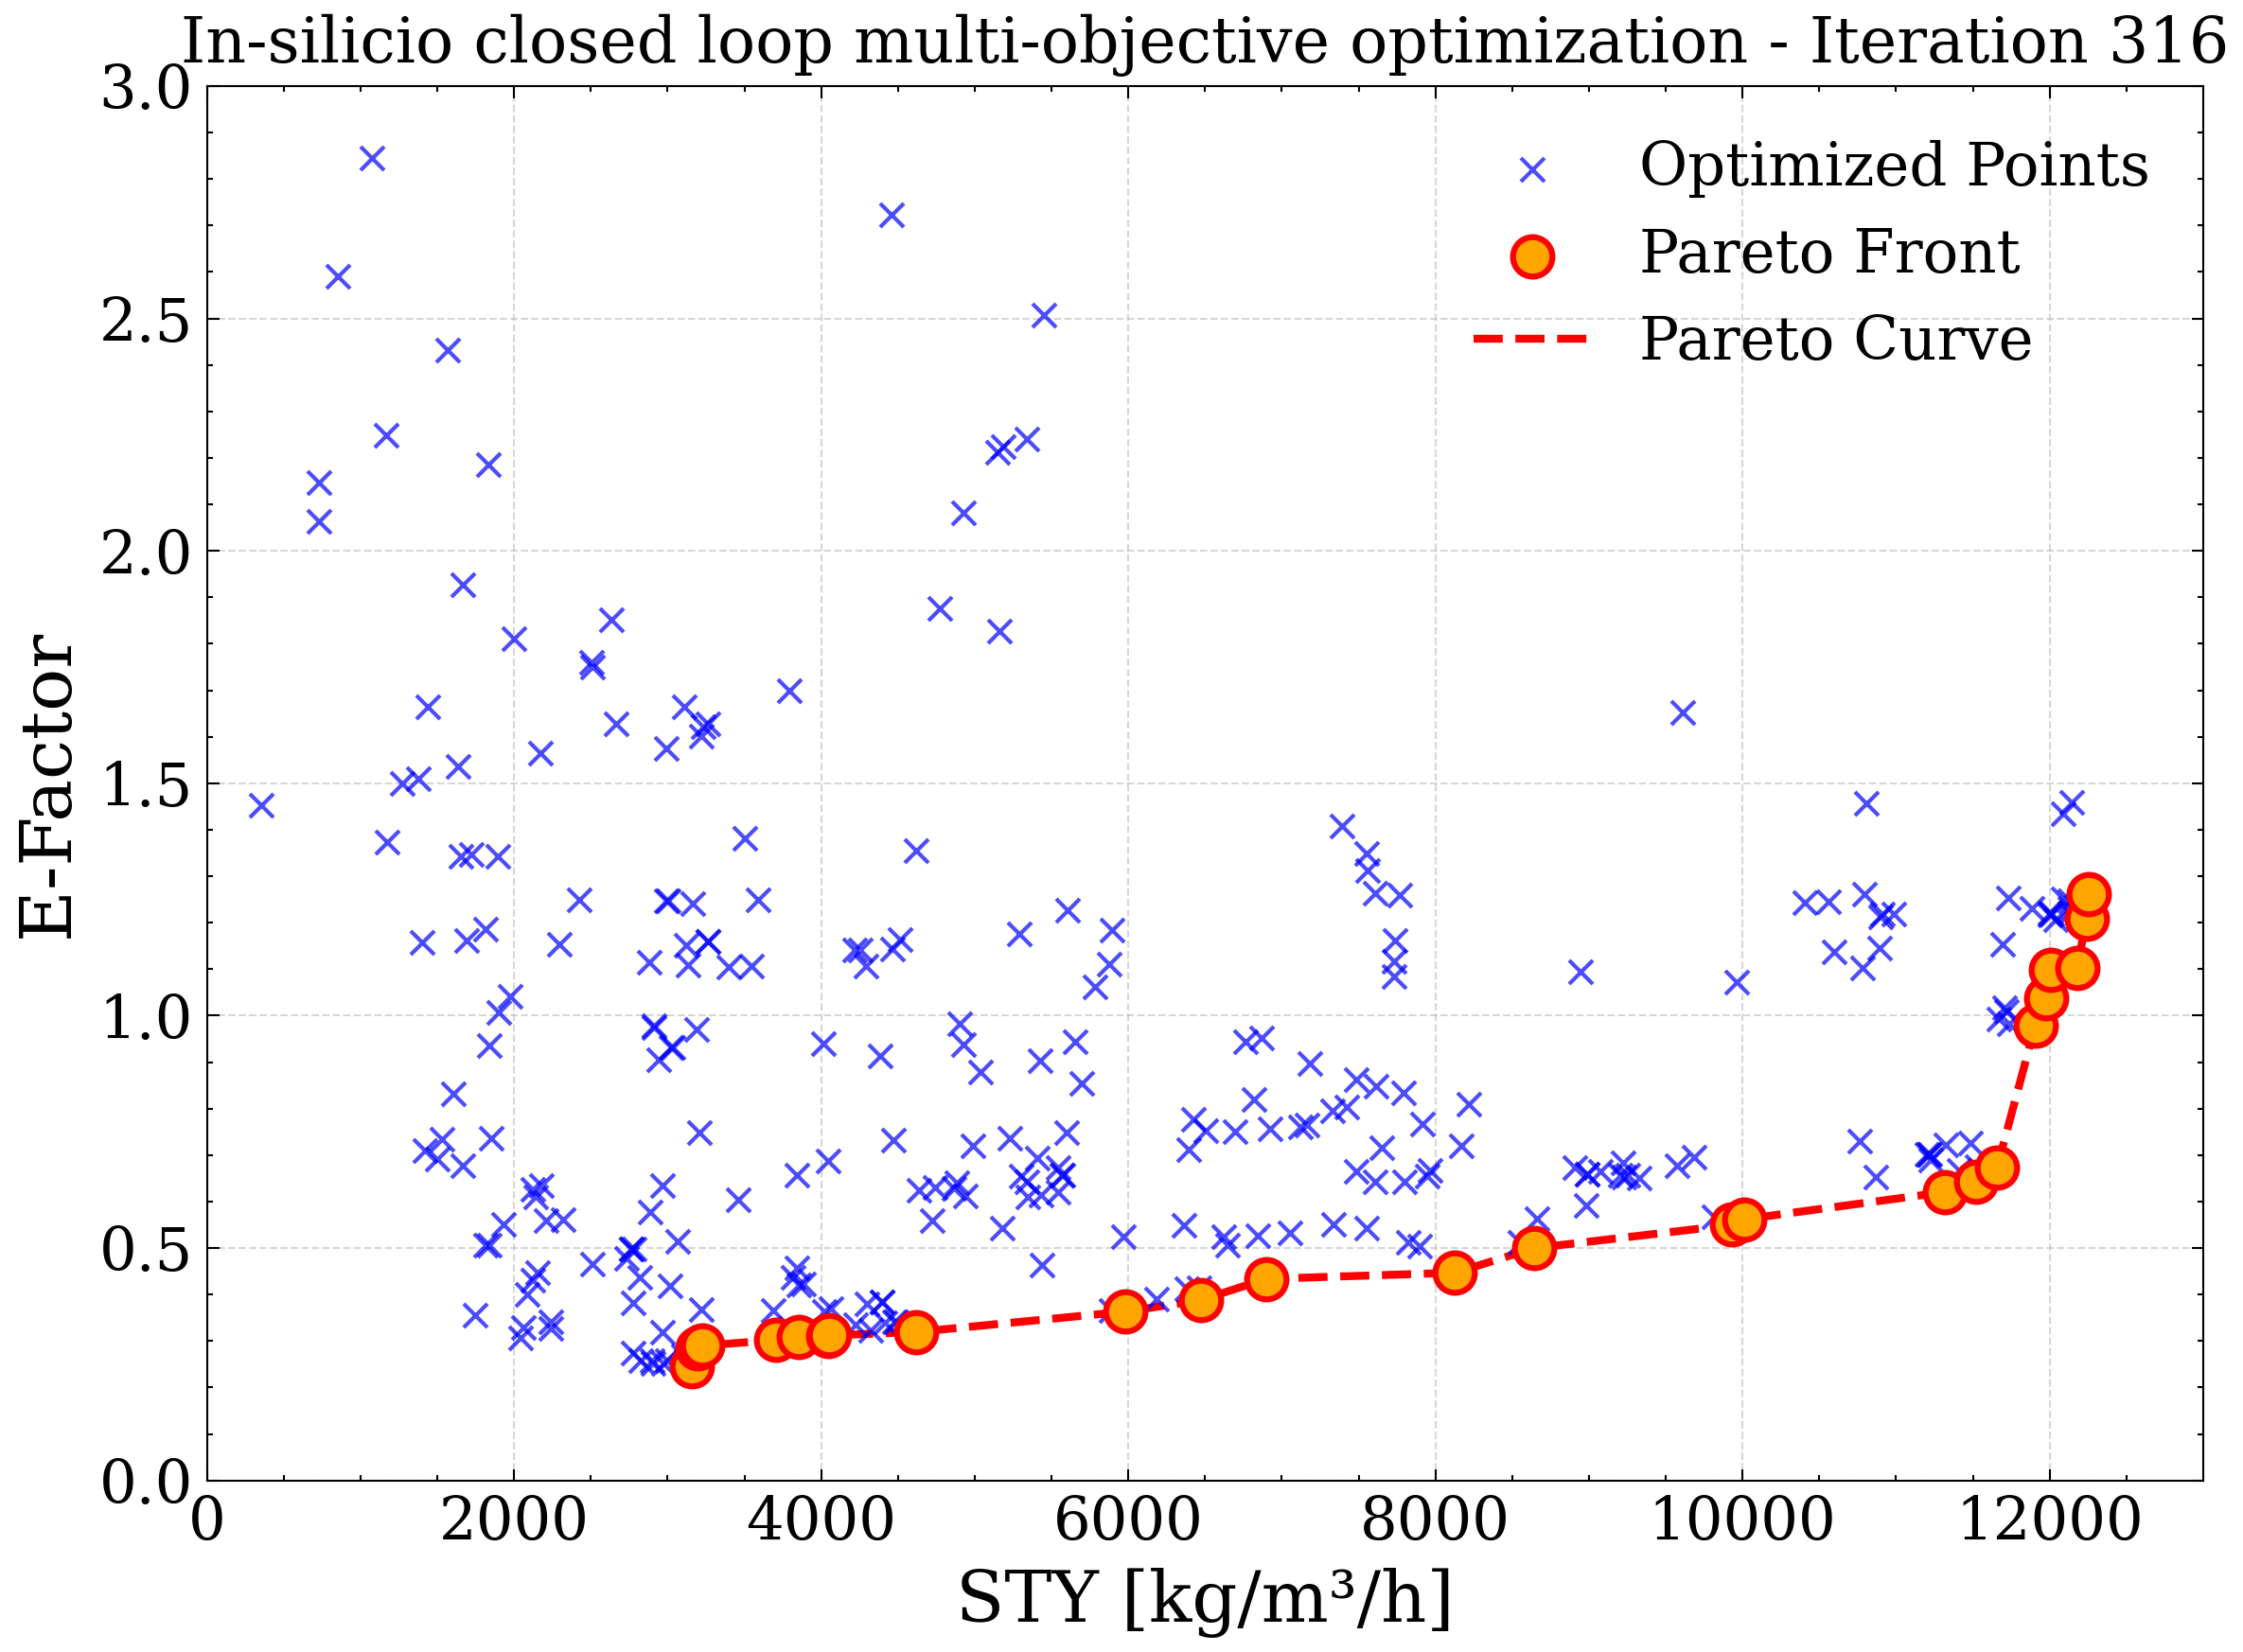 In-silicio closed loop multi-objective optimization - Iteration 316
3.0
2.5
2.0
1.5
1.0
0.5
0.0
E-Factor
Optimized Points
Pareto Front
Pareto Curve
0 2000 4000 6000 8000 10000 12000
STY [kg/m³/h]